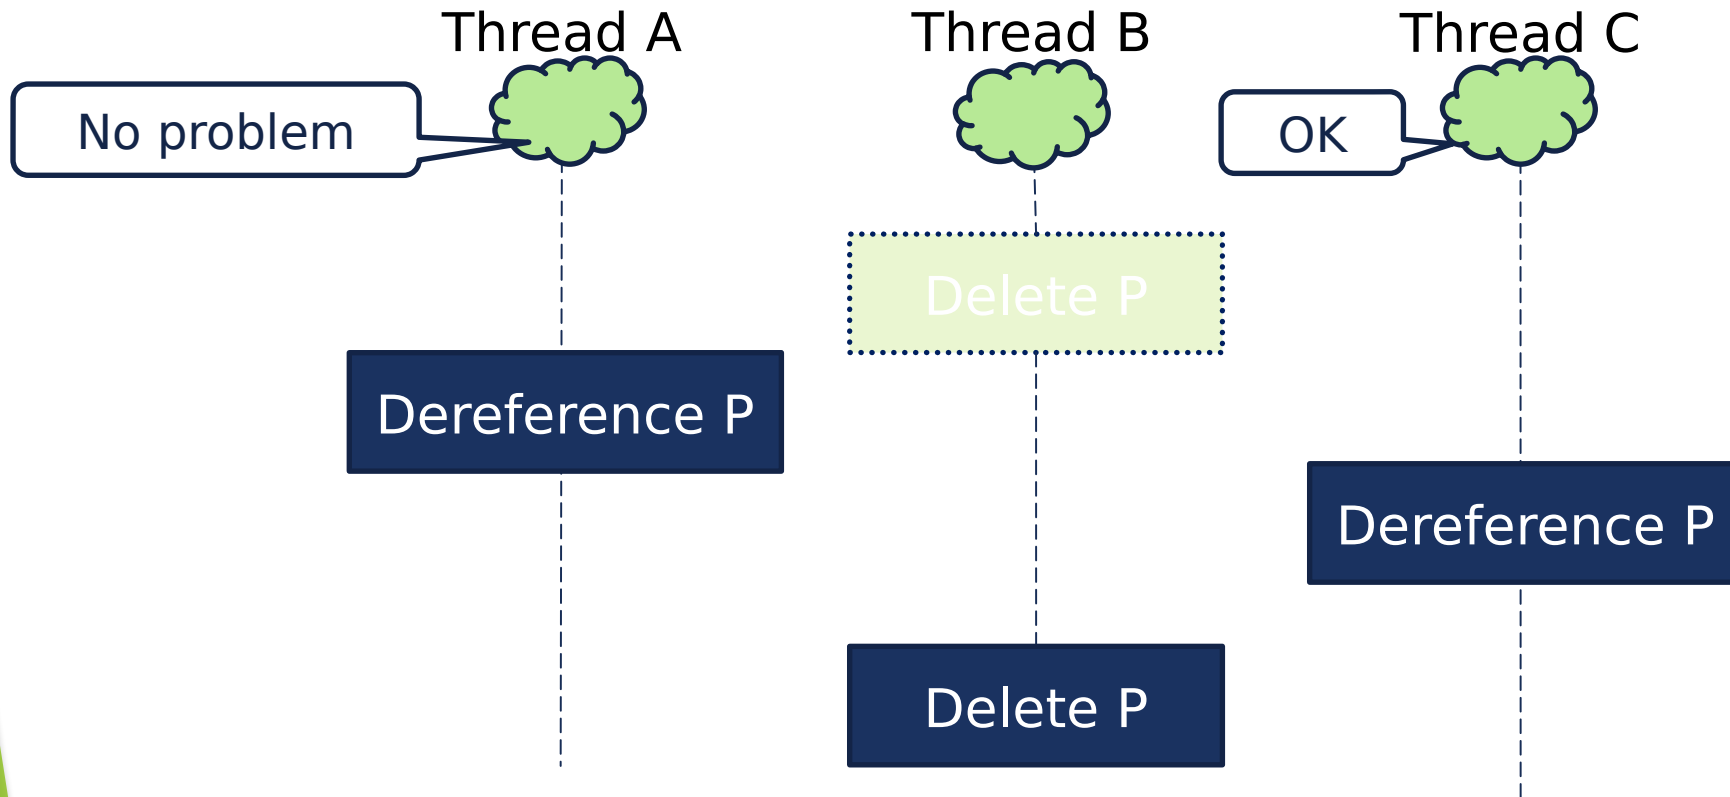 Thread A
Thread B
Thread C
No problem
OK
Delete P
Dereference P
Dereference P
Delete P